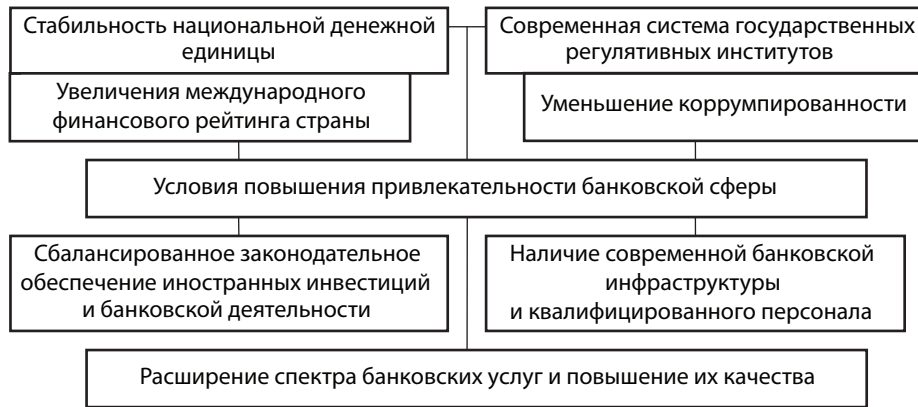 Стабильность национальной денежной
единицы
Современная система государственных
регулятивных институтов
Увеличения международного
финансового рейтинга страны
Уменьшение коррумпированности
Условия повышения привлекательности банковской сферы
Сбалансированное законодательное
обеспечение иностранных инвестиций
и банковской деятельности
Наличие современной банковской
инфраструктуры
и квалифицированного персонала
Расширение спектра банковских услуг и повышение их качества